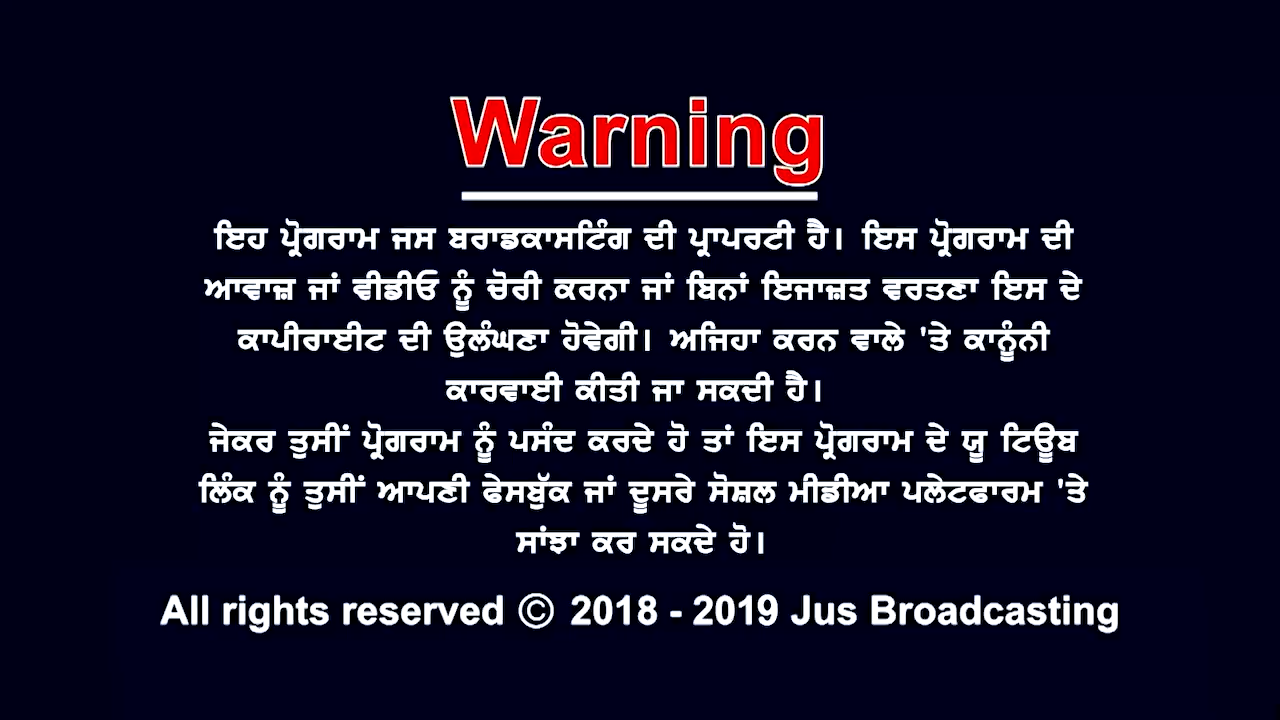 Warning
ਇਹ ਪ੍ਰੋਗਰਾਮ ਜਸ ਬਰਾਡਕਾਸਟਿੰਗ ਦੀ ਪ੍ਰਾਪਰਟੀ ਹੈ। ਇਸ ਪ੍ਰੋਗਰਾਮ ਦੀ
ਆਵਾਜ਼ ਜਾਂ ਵੀਡੀਓ ਨੂੰ ਚੋਰੀ ਕਰਨਾ ਜਾਂ ਬਿਨਾਂ ਇਜਾਜ਼ਤ ਵਰਤਣਾ ਇਸ ਦੇ
ਕਾਪੀਰਾਈਟ ਦੀ ਉਲੰਘਣਾ ਹੋਵੇਗੀ। ਅਜਿਹਾ ਕਰਨ ਵਾਲੇ 'ਤੇ ਕਾਨੂੰਨੀ
ਕਾਰਵਾਈ ਕੀਤੀ ਜਾ ਸਕਦੀ ਹੈ।
ਜੇਕਰ ਤੁਸੀਂ ਪ੍ਰੋਗਰਾਮ ਨੂੰ ਪਸੰਦ ਕਰਦੇ ਹੋ ਤਾਂ ਇਸ ਪ੍ਰੋਗਰਾਮ ਦੇ ਯੂ ਟਿਊਬ
ਲਿੰਕ ਨੂੰ ਤੁਸੀਂ ਆਪਣੀ ਫੇਸਬੁੱਕ ਜਾਂ ਦੂਸਰੇ ਸੋਸ਼ਲ ਮੀਡੀਆ ਪਲੇਟਫਾਰਮ 'ਤੇ
ਸਾਂਝਾ ਕਰ ਸਕਦੇ ਹੋ।
All rights reserved © 2018 - 2019 Jus Broadcasting